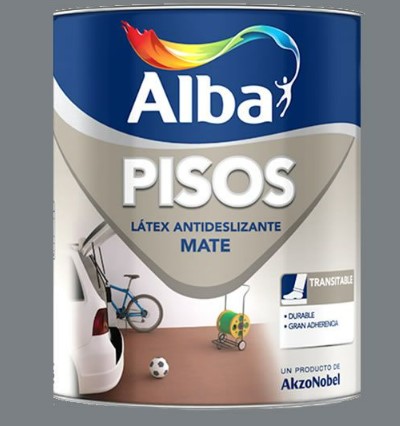 Alba
PISOS
LÁTEX ANTIDESLIZANTE
MATE
TRANSITABLE
• DURABLE
• GRAN ADHERENCIA
UN PRODUCTO DE
AkzoNobel